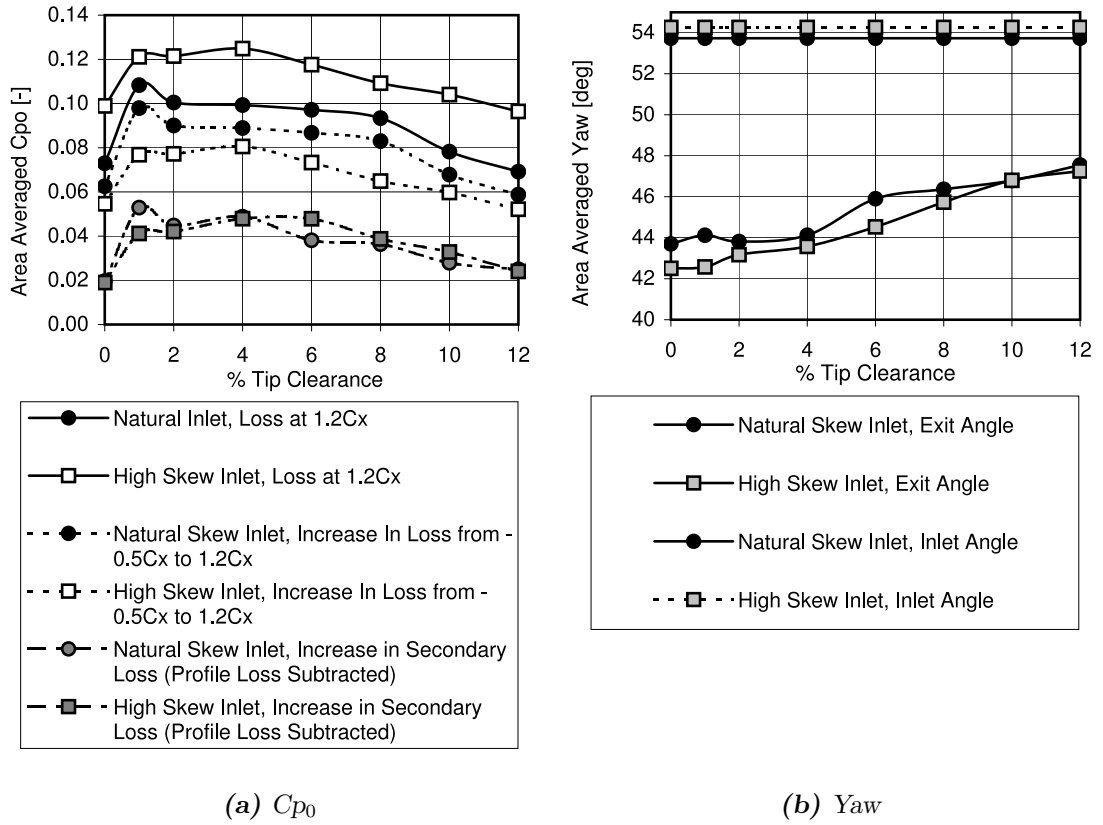 0.14
0.12
0.10
0.08
0.06
0.04
0.02
0.00
Area Averaged Cpo [-]
0 2 4 6 8 10 12
% Tip Clearance
Natural Inlet, Loss at 1.2Cx
High Skew Inlet, Loss at 1.2Cx
Natural Skew Inlet, Increase In Loss from -
0.5Cx to 1.2Cx
High Skew Inlet, Increase In Loss from -
0.5Cx to 1.2Cx
Natural Skew Inlet, Increase in Secondary
Loss (Profile Loss Subtracted)
High Skew Inlet, Increase in Secondary
Loss (Profile Loss Subtracted)
(a) Cp₀
54
52
50
48
46
44
42
40
Area Averaged Yaw [deg]
0 2 4 6 8 10 12
% Tip Clearance
Natural Skew Inlet, Exit Angle
High Skew Inlet, Exit Angle
Natural Skew Inlet, Inlet Angle
High Skew Inlet, Inlet Angle
(b) Yaw